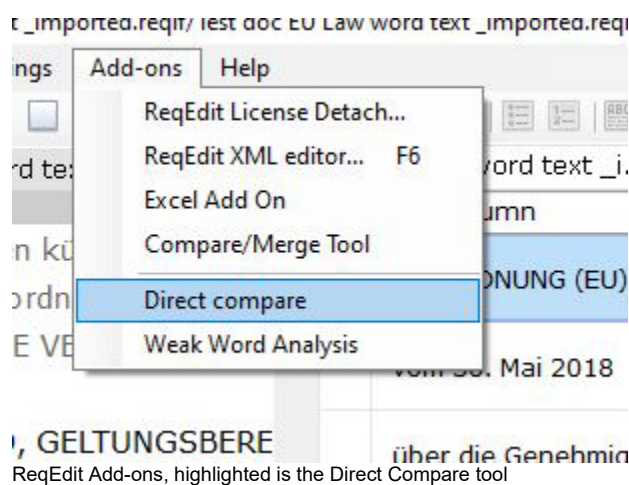 t _imported.reqif/ Test doc EU Law word text _imported.reqi
ngs Add-ons Help
ReqEdit License Detach...
rd te ReqEdit XML editor... F6 ord text _i.
Excel Add On umn
n kü Compare/Merge Tool
ordn Direct compare NUNG (EU)
E VE Weak Word Analysis
vom 30. Mai 2018
, GELTUNGSBERE über die Genehmig
ReqEdit Add-ons, highlighted is the Direct Compare tool